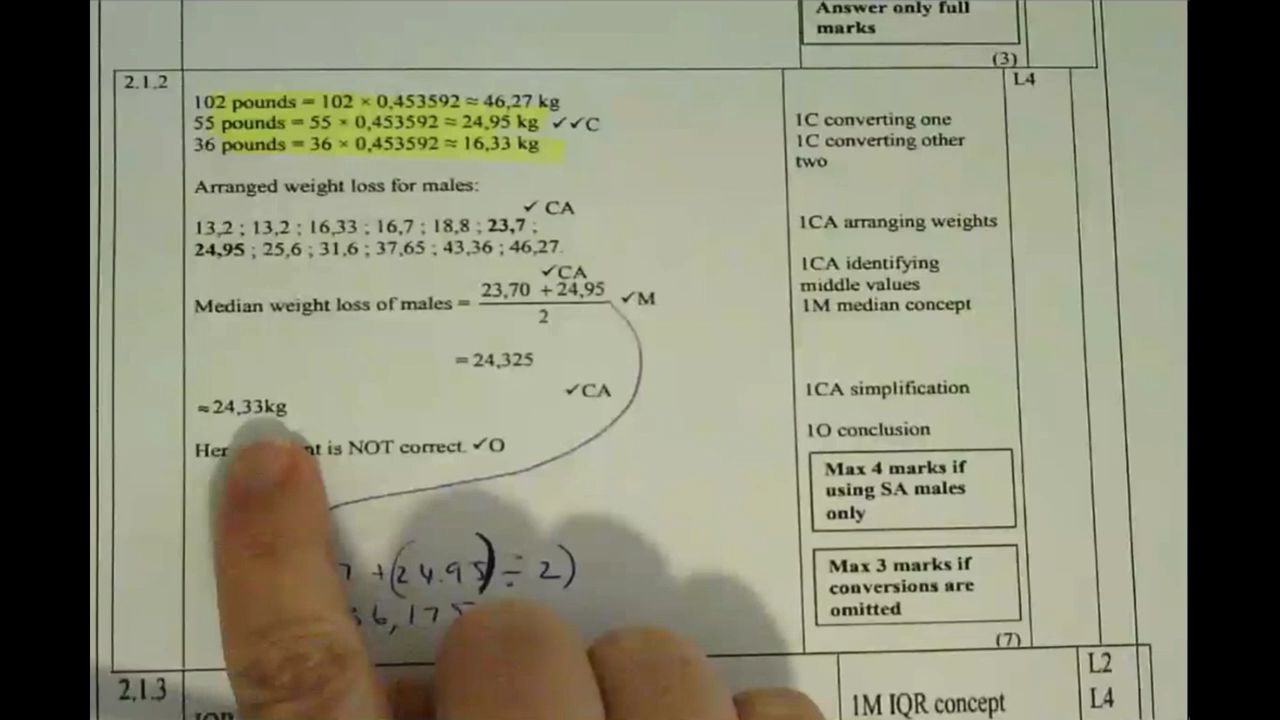 Answer only full
marks
(3)
2.1.2
L4
102 pounds = 102 × 0,453592 ≈ 46,27 kg
55 pounds = 55 × 0,453592 ≈ 24,95 kg ✓✓C
36 pounds = 36 × 0,453592 ≈ 16,33 kg
1C converting one
1C converting other
two
Arranged weight loss for males:
✓ CA
13,2 ; 13,2 ; 16,33 ; 16,7 ; 18,8 ; 23,7 ;
24,95 ; 25,6 ; 31,6 ; 37,65 ; 43,36 ; 46,27.
1CA arranging weights
✓CA
Median weight loss of males = 23,70 + 24,95 ✓M
2
1CA identifying
middle values
1M median concept
= 24,325
✓CA
1CA simplification
≈ 24,33kg
is NOT correct. ✓O
1O conclusion
Max 4 marks if
using SA males
only
7 + (24.95) ÷ 2)
6,175
Max 3 marks if
conversions are
omitted
(7)
2.1.3
1M IQR concept
L2
L4